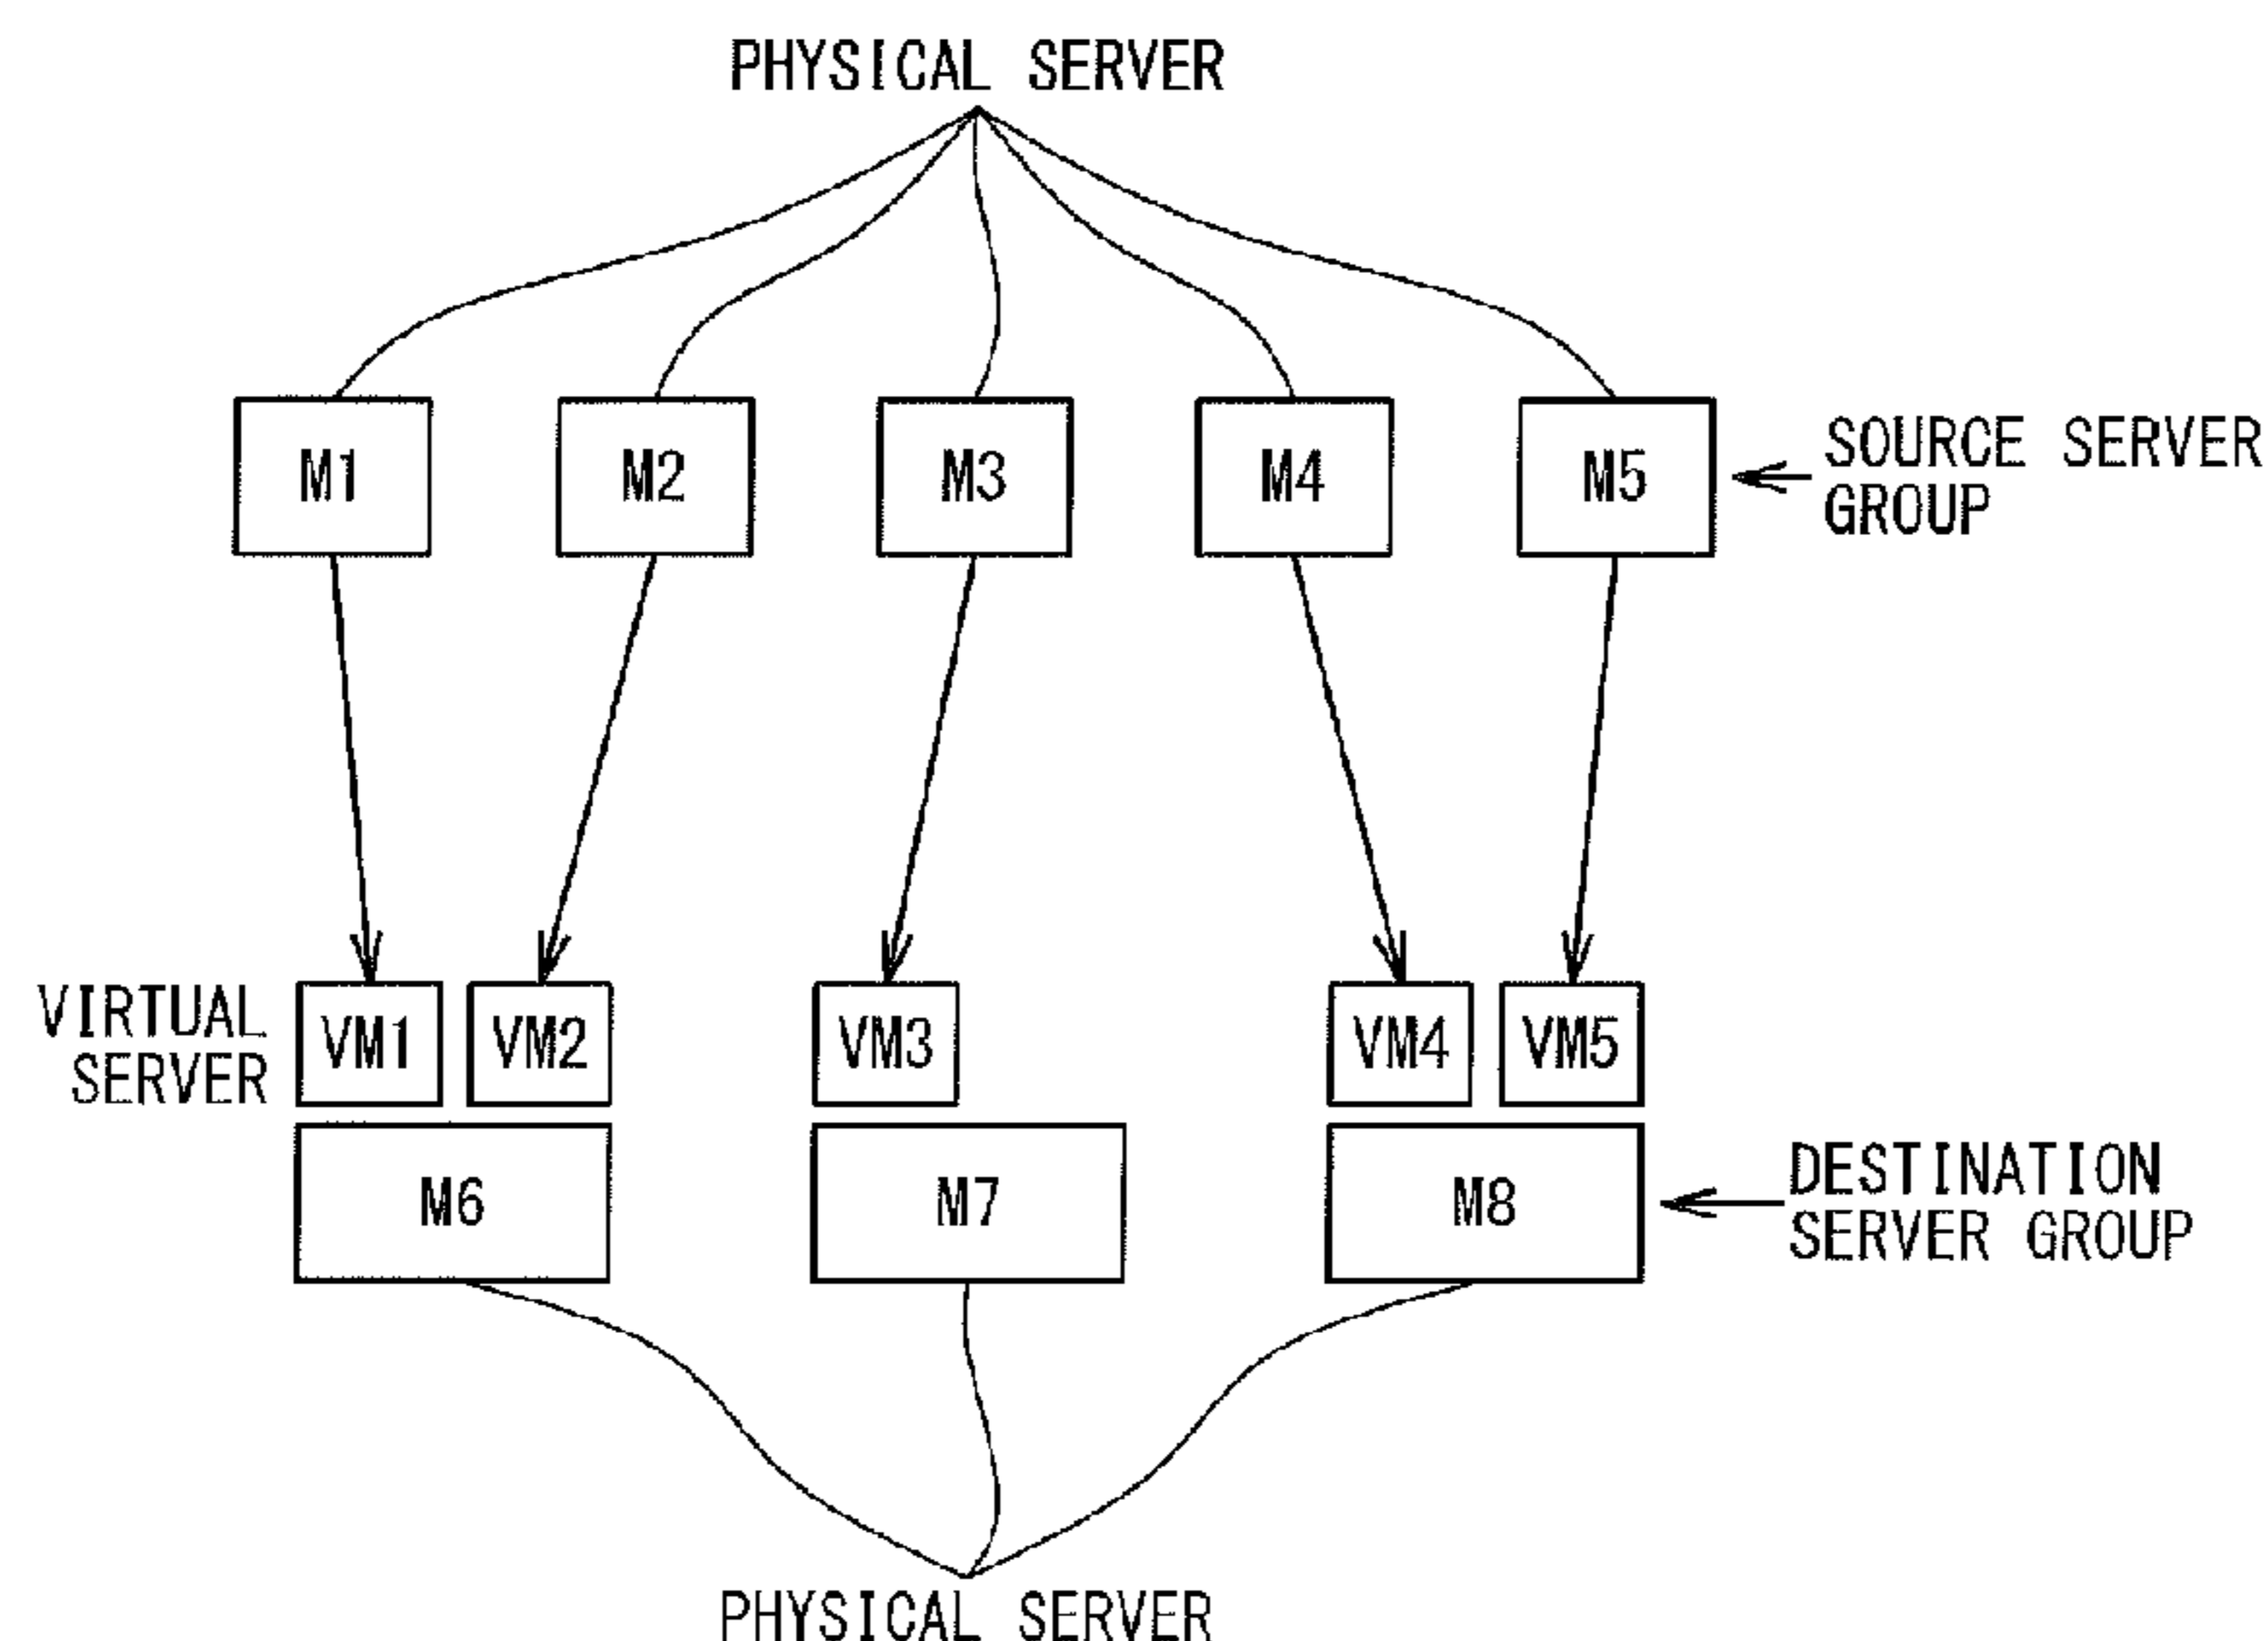 PHYSICAL SERVER
M1 M2 M3 M4 M5
SOURCE SERVER
GROUP
VIRTUAL
SERVER
VM1 VM2 VM3 VM4 VM5
M6 M7 M8
DESTINATION
SERVER GROUP
PHYSICAL SERVER